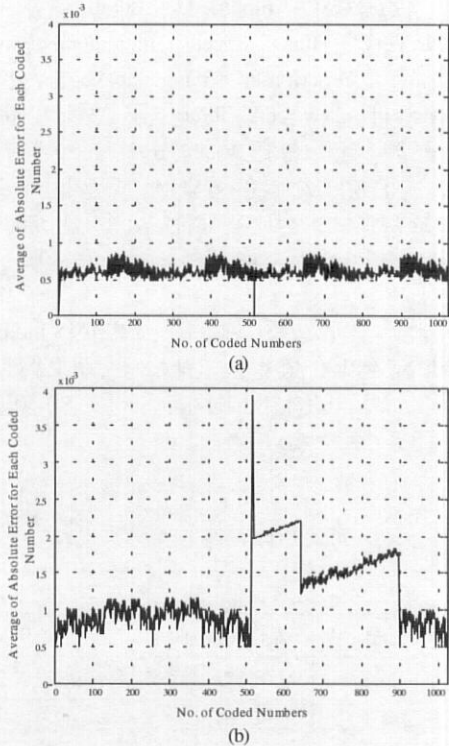 x10⁻³
4
3.5
3
2.5
2
1.5
1
0.5
0
Average of Absolute Error for Each Coded
Number
0 100 200 300 400 500 600 700 800 900 1000
No. of Coded Numbers
(a)
x10⁻³
4
3.5
3
2.5
2
1.5
1
0.5
0
Average of Absolute Error for Each Coded
Number
0 100 200 300 400 500 600 700 800 900 1000
No. of Coded Numbers
(b)